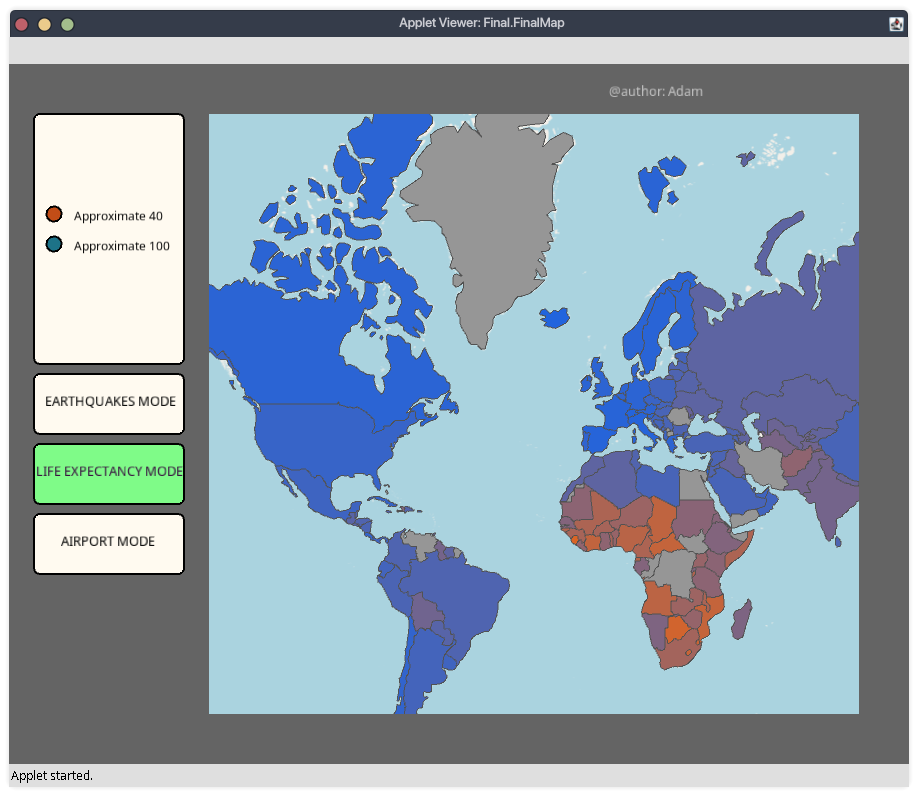 Applet Viewer: Final.FinalMap
@author: Adam
Approximate 40
Approximate 100
EARTHQUAKES MODE
LIFE EXPECTANCY MODE
AIRPORT MODE
Applet started.